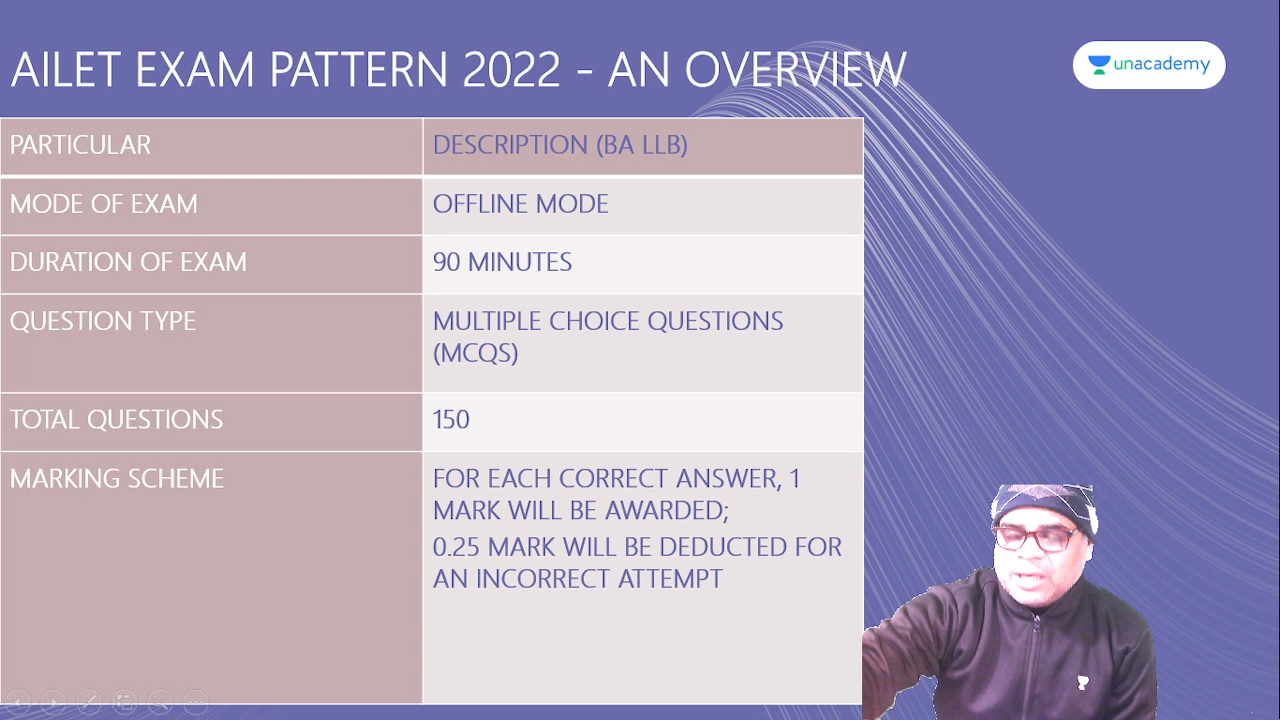 AILET EXAM PATTERN 2022 - AN OVERVIEW
unacademy
PARTICULAR
DESCRIPTION (BA LLB)
MODE OF EXAM
OFFLINE MODE
DURATION OF EXAM
90 MINUTES
QUESTION TYPE
MULTIPLE CHOICE QUESTIONS
(MCQS)
TOTAL QUESTIONS
150
MARKING SCHEME
FOR EACH CORRECT ANSWER, 1
MARK WILL BE AWARDED;
0.25 MARK WILL BE DEDUCTED FOR
AN INCORRECT ATTEMPT